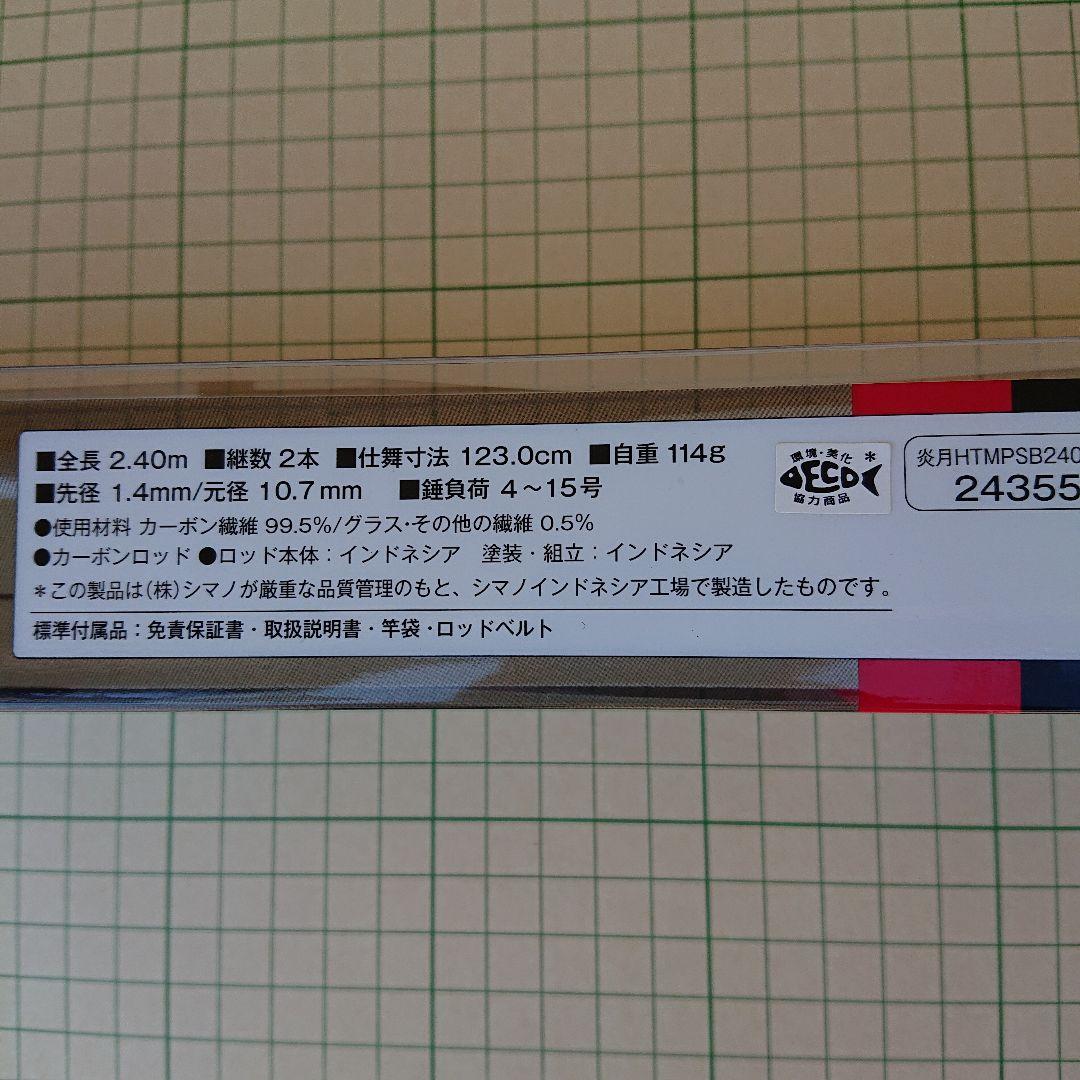 ■全長 2.40m ■継数 2本 ■仕舞寸法 123.0cm ■自重 114g
■先径 1.4mm/元径 10.7mm ■錘負荷 4～15号
●使用材料 カーボン繊維 99.5%/グラス・その他の繊維 0.5%
●カーボンロッド ●ロッド本体：インドネシア 塗装・組立：インドネシア
＊この製品は(株)シマノが厳重な品質管理のもと、シマノインドネシア工場で製造したものです。
標準付属品：免責保証書・取扱説明書・竿袋・ロッドベルト
環境・美化 *
DECO
協力商品
炎月HTMPSB240
24355